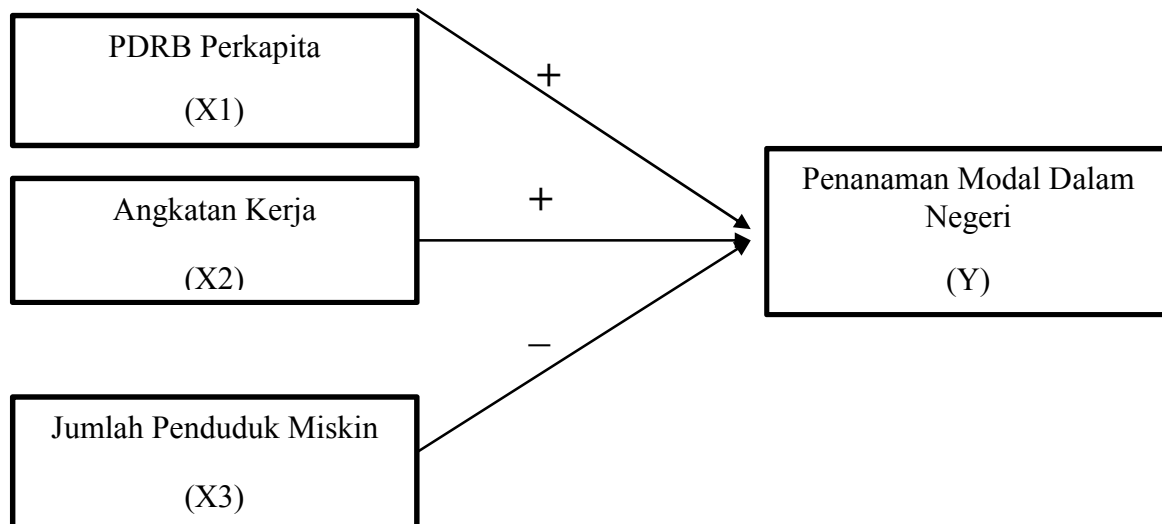 PDRB Perkapita
(X1)
+
Angkatan Kerja
(X2)
+
Penanaman Modal Dalam
Negeri
(Y)
–
Jumlah Penduduk Miskin
(X3)